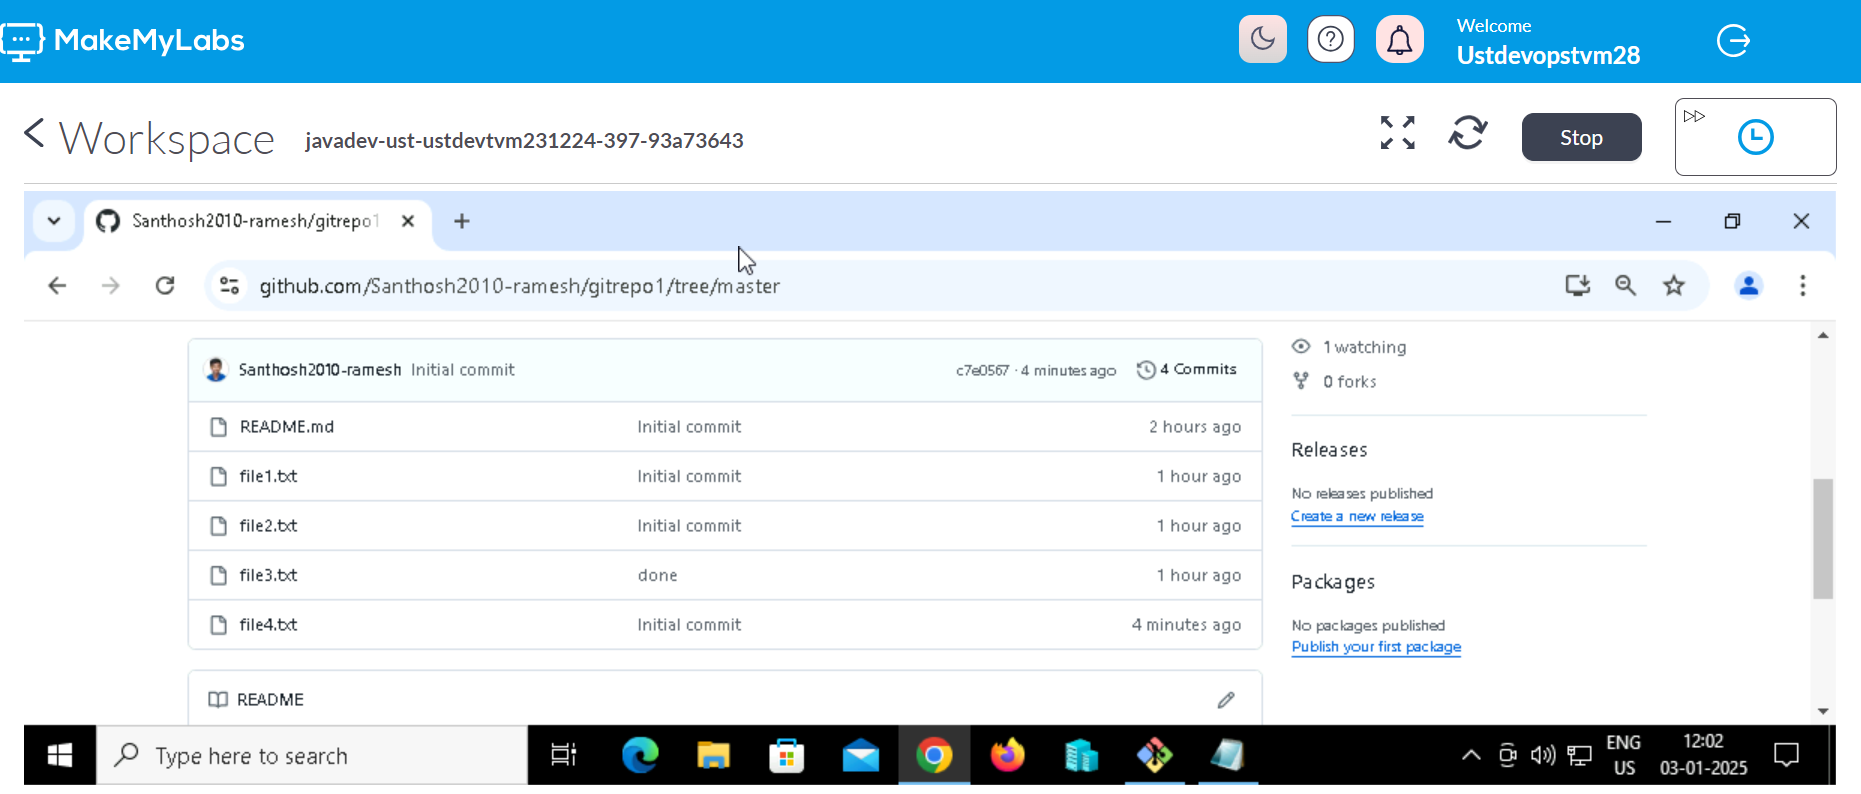 MakeMyLabs
Welcome
Ustdevopstvm28
Workspace
javadev-ust-ustdevtvm231224-397-93a73643
Stop
Santhosh2010-ramesh/gitrepo1
github.com/Santhosh2010-ramesh/gitrepo1/tree/master
Santhosh2010-ramesh Initial commit
c7e0567 · 4 minutes ago
4 Commits
README.md Initial commit 2 hours ago
file1.txt Initial commit 1 hour ago
file2.txt Initial commit 1 hour ago
file3.txt done 1 hour ago
file4.txt Initial commit 4 minutes ago
README
1 watching
0 forks
Releases
No releases published
Create a new release
Packages
No packages published
Publish your first package
Type here to search
ENG
US
12:02
03-01-2025